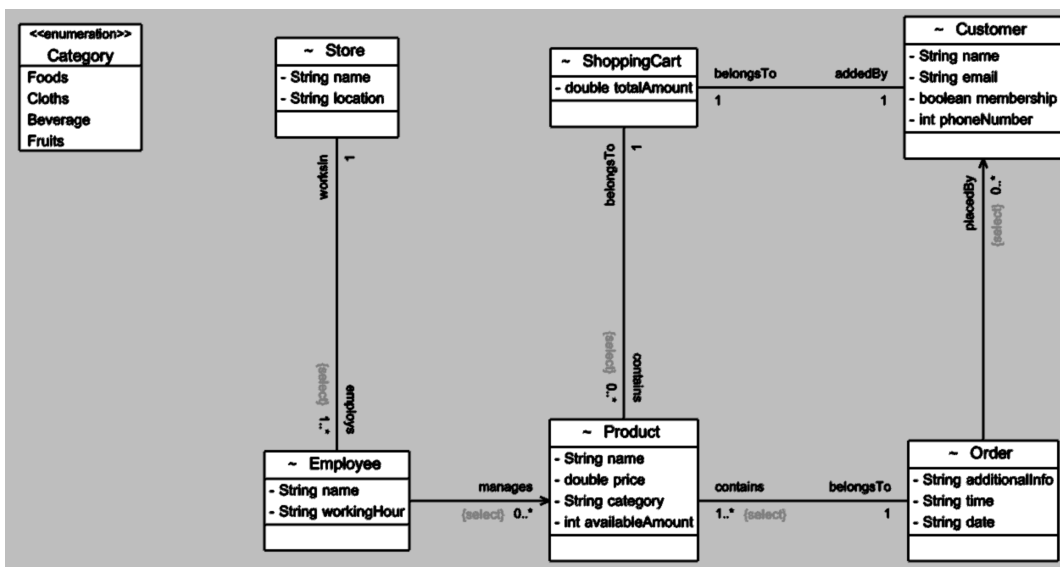 <<enumeration>>
Category
Foods
Cloths
Beverage
Fruits
~ Store
- String name
- String location
~ ShoppingCart
- double totalAmount
belongsTo
1
addedBy
1
~ Customer
- String name
- String email
- boolean membership
- int phoneNumber
worksIn
1
belongsTo
1
placedBy
0..*
{select}
{select}
1..*
employs
{select}
0..*
contains
~ Employee
- String name
- String workingHour
manages
{select} 0..*
~ Product
- String name
- double price
- String category
- int availableAmount
contains
1..* {select}
belongsTo
1
~ Order
- String additionalInfo
- String time
- String date